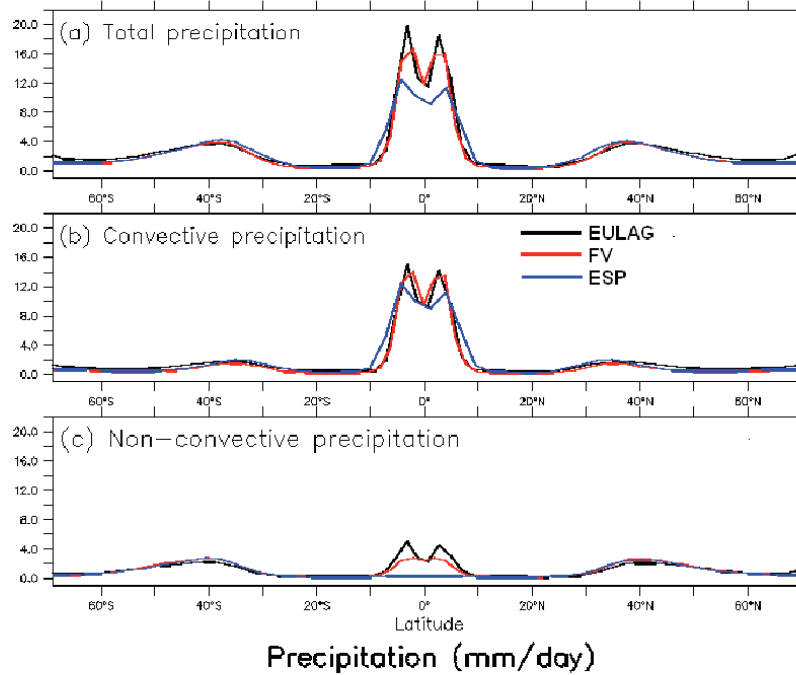 (a) Total precipitation
20.0
16.0
12.0
8.0
4.0
0.0
60°S 40°S 20°S 0° 20°N 40°N 60°N
(b) Convective precipitation
EULAG
FV
ESP
20.0
16.0
12.0
8.0
4.0
0.0
60°S 40°S 20°S 0° 20°N 40°N 60°N
(c) Non-convective precipitation
20.0
16.0
12.0
8.0
4.0
0.0
60°S 40°S 20°S 0° 20°N 40°N 60°N
Latitude
Precipitation (mm/day)